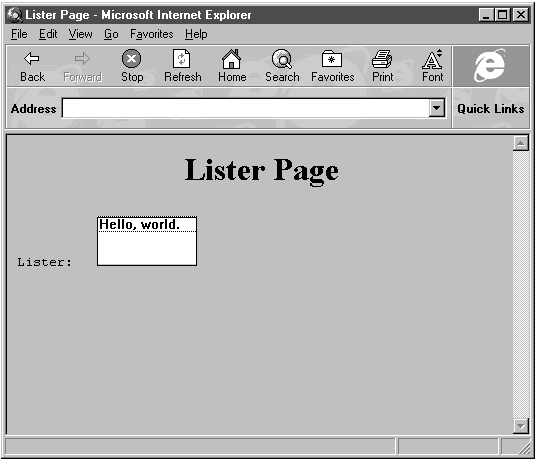 Lister Page - Microsoft Internet Explorer
File Edit View Go Favorites Help
Back Forward Stop Refresh Home Search Favorites Print Font
Address Quick Links
Lister Page
Hello, world.
Lister: